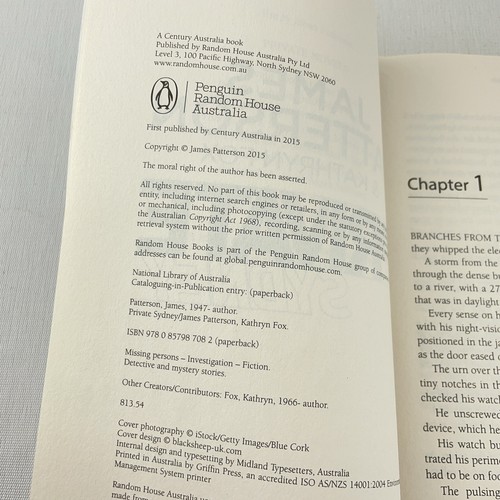 A Century Australia book
Published by Random House Australia Pty Ltd
Level 3, 100 Pacific Highway, North Sydney NSW 2060
www.randomhouse.com.au
Penguin
Random House
Australia
First published by Century Australia in 2015
Copyright © James Patterson 2015
The moral right of the author has been asserted.
All rights reserved. No part of this book may be reproduced or transmitted by any
entity, including internet search engines or retailers, in any form or by any means
or mechanical, including photocopying (except under the statutory exceptions
the Australian Copyright Act 1968), recording, scanning or by any information
retrieval system without the prior written permission of Random House Australia
Random House Books is part of the Penguin Random House group of companies
addresses can be found at global.penguinrandomhouse.com.
National Library of Australia
Cataloguing-in-Publication entry: (paperback)
Patterson, James, 1947- author.
Private Sydney/James Patterson, Kathryn Fox.
ISBN 978 0 85798 708 2 (paperback)
Missing persons – Investigation – Fiction.
Detective and mystery stories.
Other Creators/Contributors: Fox, Kathryn, 1966- author.
813.54
Cover photography © iStock/Getty Images/Blue Cork
Cover design © blacksheep-uk.com
Internal design and typesetting by Midland Typesetters, Australia
Printed in Australia by Griffin Press, an accredited ISO AS/NZS 14001:2004
Management System printer
Random House Au
made from
Chapter 1
BRANCHES FROM T
they whipped the ele
A storm from the
through the dense bu
to a river, with a 27
that was in daylight
Every sense on h
with his night-visio
positioned in the ja
as the door eased o
The urn over th
tiny notches in th
checked his watc
He unscrewed
device, which he
His watch bu
trated his perim
had to be on foo
The pulsing